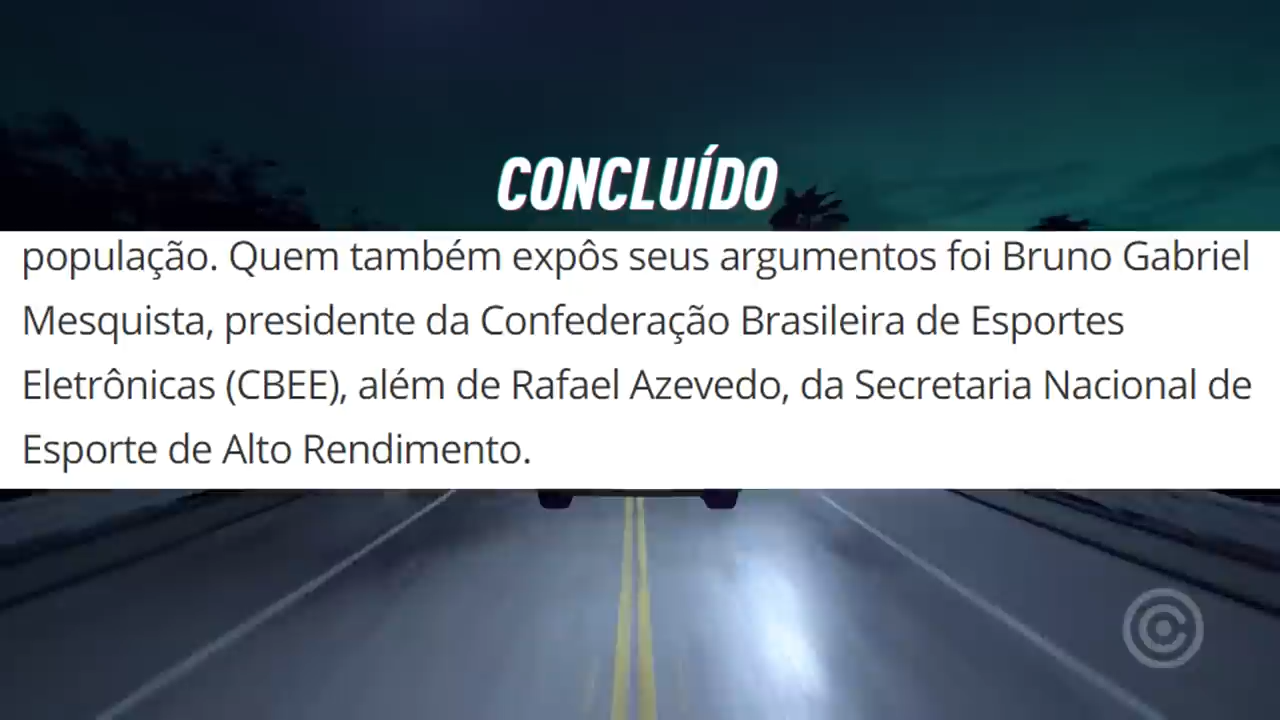 CONCLUÍDO
população. Quem também expôs seus argumentos foi Bruno Gabriel
Mesquista, presidente da Confederação Brasileira de Esportes
Eletrônicas (CBEE), além de Rafael Azevedo, da Secretaria Nacional de
Esporte de Alto Rendimento.